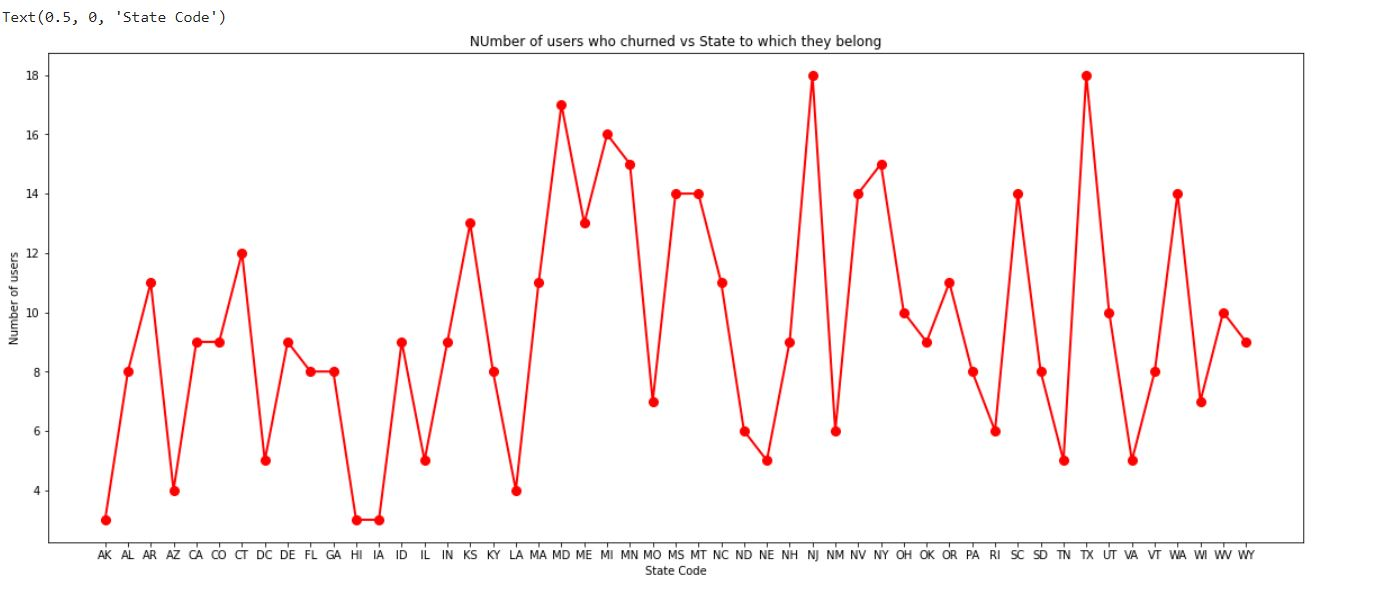 Text(0.5, 0, 'State Code')
NUmber of users who churned vs State to which they belong
18
16
14
12
10
8
6
4
Number of users
AK AL AR AZ CA CO CT DC DE FL GA HI IA ID IL IN KS KY LA MA MD ME MI MN MO MS MT NC ND NE NH NJ NM NV NY OH OK OR PA RI SC SD TN TX UT VA VT WA WI WV WY
State Code